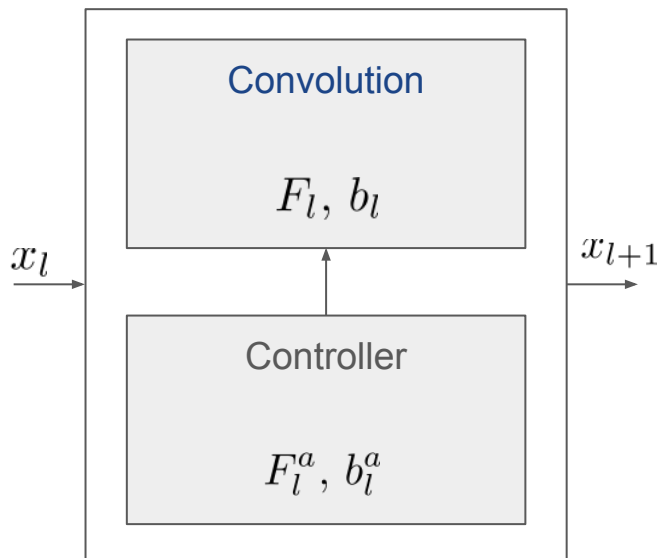 Convolution
F_l, b_l
x_l
x_{l+1}
Controller
F_l^a, b_l^a